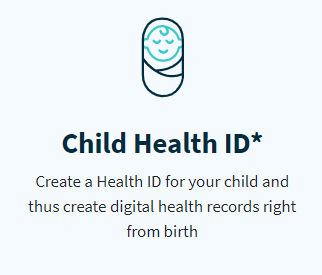 Child Health ID*
Create a Health ID for your child and
thus create digital health records right
from birth